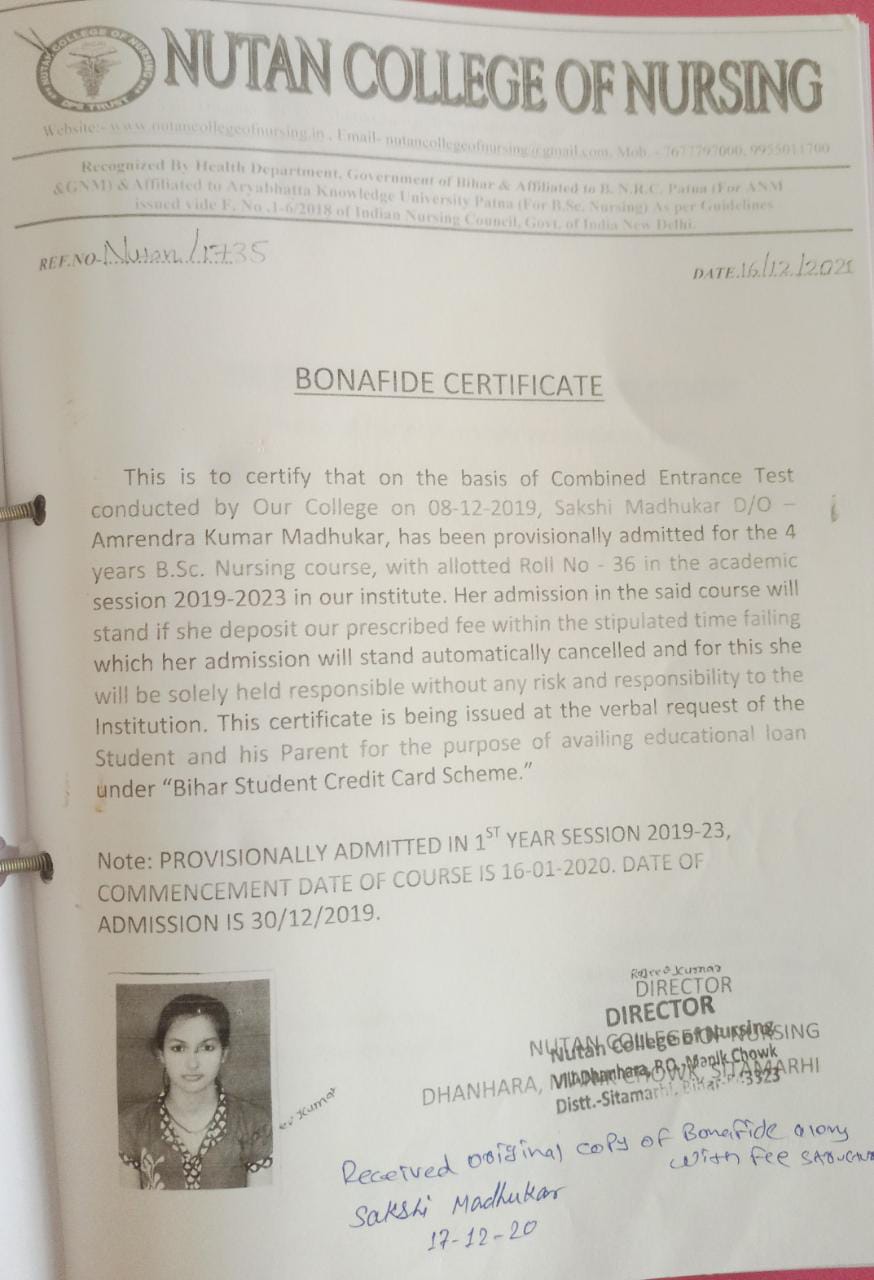 NUTAN COLLEGE OF NURSING
NUTAN COLLEGE OF NURSING
DPS TRUST
Website:- www.nutancollegeofnursing.in , Email- nutancollegeofnursing@gmail.com, Mob. - 7677797000, 9955011700
Recognized By Health Department, Government of Bihar & Affiliated to B. N.R.C. Patna (For ANM
&GNM) & Affiliated to Aryabhatta Knowledge University Patna (For B.Sc. Nursing) As per Guidelines
issued vide F. No .1-6/2018 of Indian Nursing Council, Govt. of India New Delhi.
REF.NO-Nutan/1735
DATE.16/12/2020
BONAFIDE CERTIFICATE
This is to certify that on the basis of Combined Entrance Test
conducted by Our College on 08-12-2019, Sakshi Madhukar D/O –
Amrendra Kumar Madhukar, has been provisionally admitted for the 4
years B.Sc. Nursing course, with allotted Roll No - 36 in the academic
session 2019-2023 in our institute. Her admission in the said course will
stand if she deposit our prescribed fee within the stipulated time failing
which her admission will stand automatically cancelled and for this she
will be solely held responsible without any risk and responsibility to the
Institution. This certificate is being issued at the verbal request of the
Student and his Parent for the purpose of availing educational loan
under “Bihar Student Credit Card Scheme.”
Note: PROVISIONALLY ADMITTED IN 1ST YEAR SESSION 2019-23,
COMMENCEMENT DATE OF COURSE IS 16-01-2020. DATE OF
ADMISSION IS 30/12/2019.
Kumar
DIRECTOR
DIRECTOR
NUTAN COLLEGE OF NURSING
Nutan College of Nursing
DHANHARA, MANIK CHOWK, SITAMARHI
Vill-Dhanhara, P.O.-Manik Chowk
Distt.-Sitamarhi, Bihar
Kumar
Received original copy of Bonafide along
with fee structure
Sakshi Madhukar
17-12-20